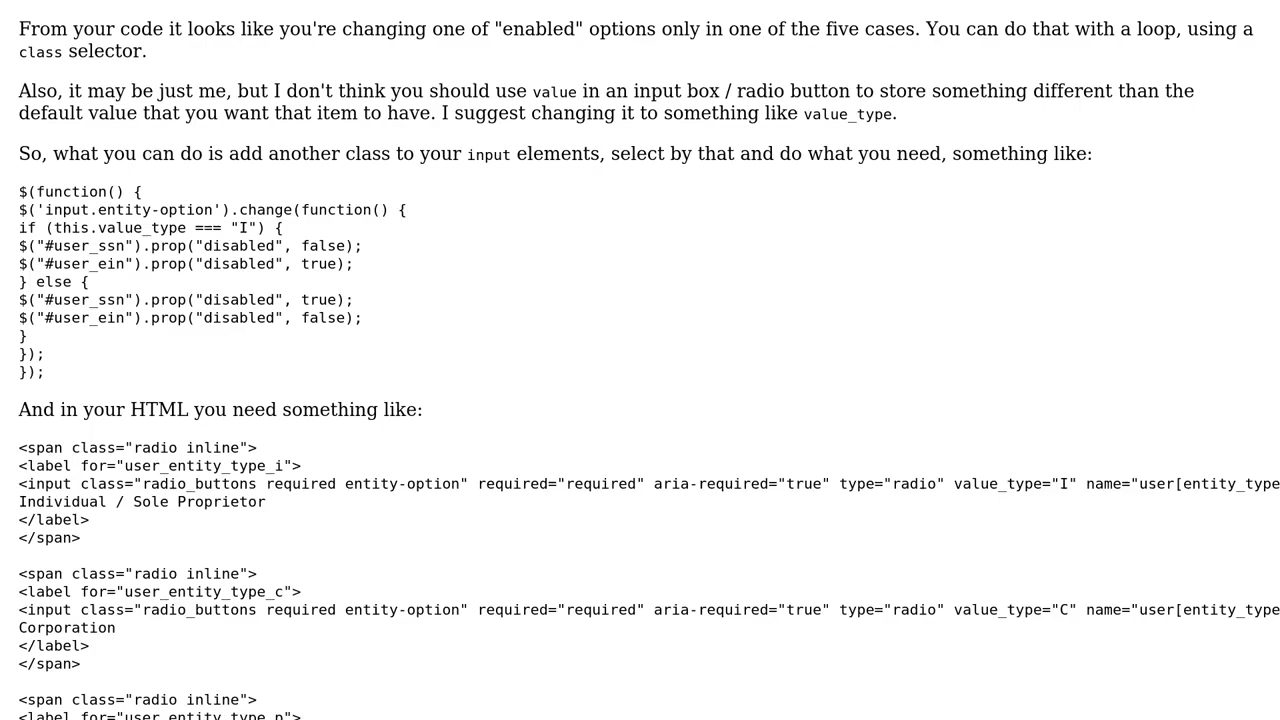 From your code it looks like you're changing one of "enabled" options only in one of the five cases. You can do that with a loop, using a
class selector.
Also, it may be just me, but I don't think you should use value in an input box / radio button to store something different than the
default value that you want that item to have. I suggest changing it to something like value_type.
So, what you can do is add another class to your input elements, select by that and do what you need, something like:
$(function() {
$('input.entity-option').change(function() {
if (this.value_type === "I") {
$("#user_ssn").prop("disabled", false);
$("#user_ein").prop("disabled", true);
} else {
$("#user_ssn").prop("disabled", true);
$("#user_ein").prop("disabled", false);
}
});
});
And in your HTML you need something like:
<span class="radio inline">
<label for="user_entity_type_i">
<input class="radio_buttons required entity-option" required="required" aria-required="true" type="radio" value_type="I" name="user[entity_type
Individual / Sole Proprietor
</label>
</span>
<span class="radio inline">
<label for="user_entity_type_c">
<input class="radio_buttons required entity-option" required="required" aria-required="true" type="radio" value_type="C" name="user[entity_type
Corporation
</label>
</span>
<span class="radio inline">
<label for="user_entity_type_p">